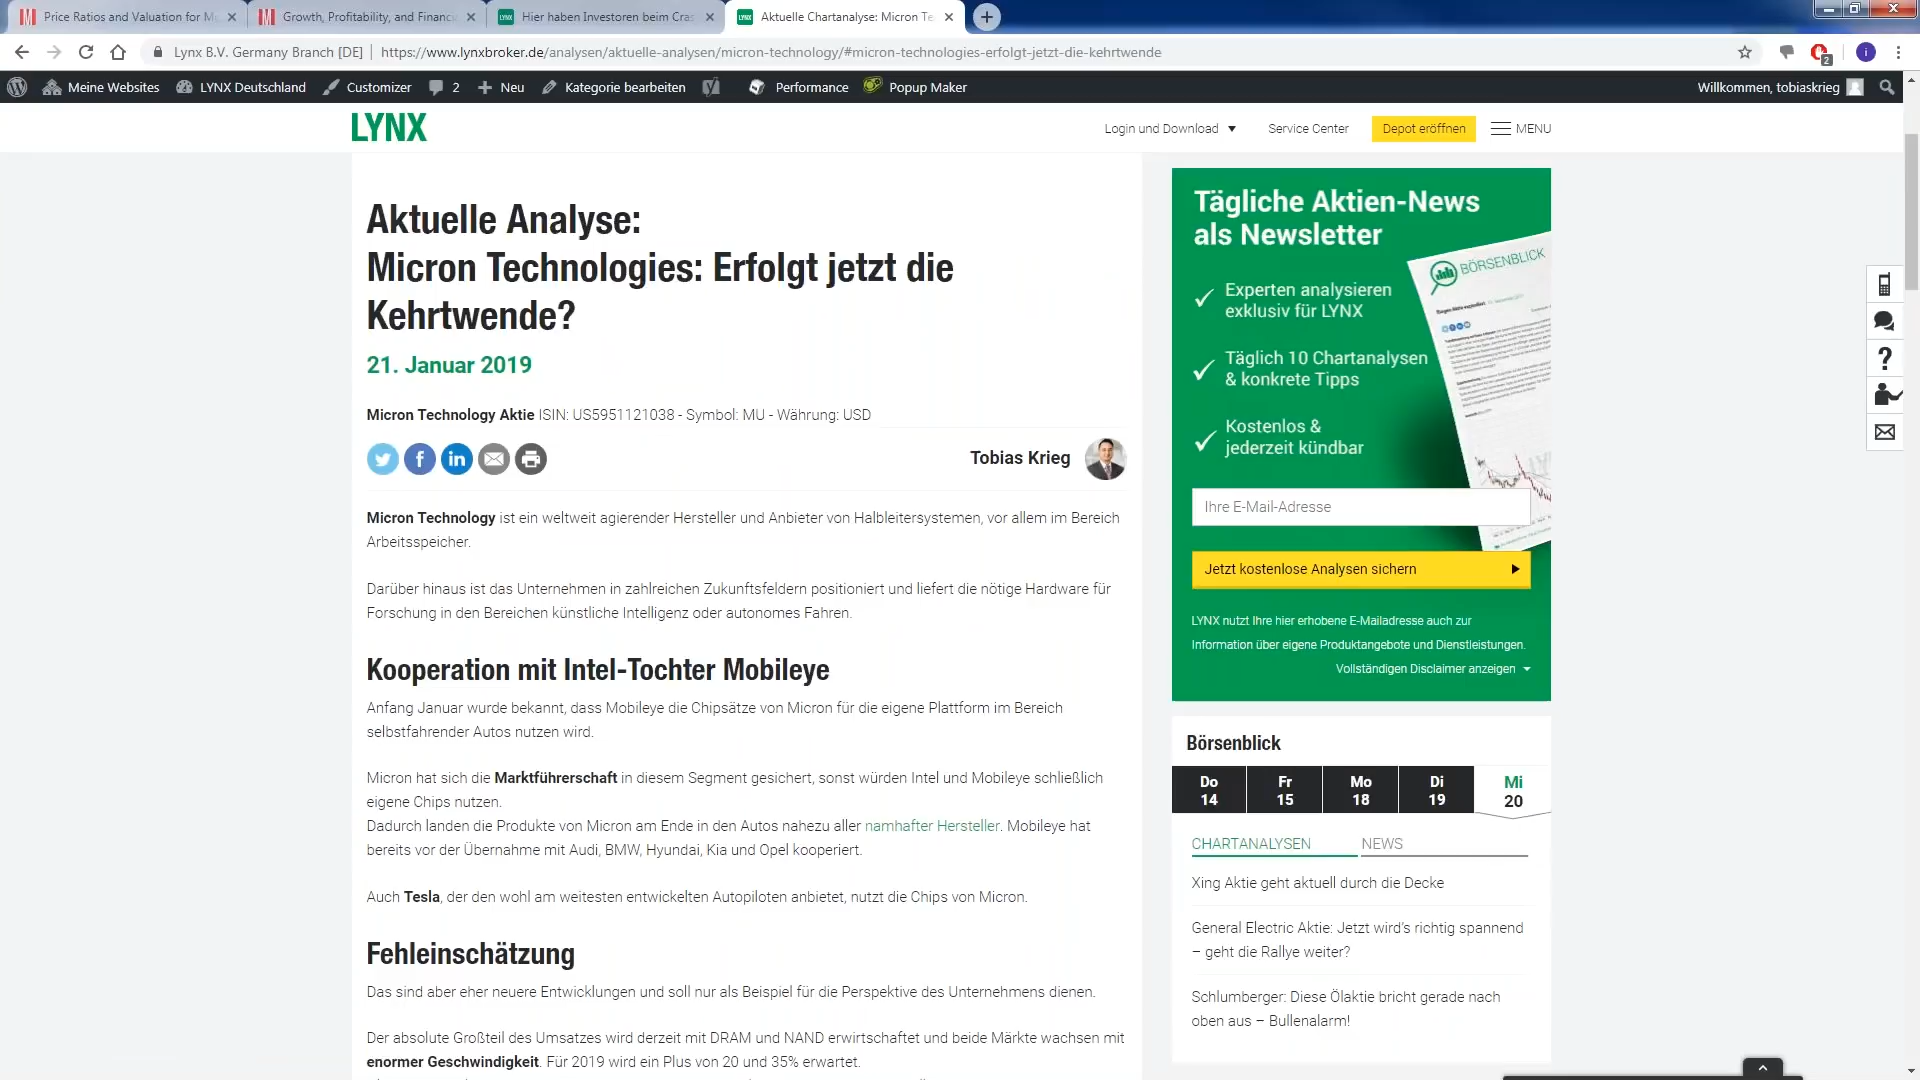 Price Ratios and Valuation for M
Growth, Profitability, and Financi
Hier haben Investoren beim Cras
Aktuelle Chartanalyse: Micron Te
Lynx B.V. Germany Branch [DE]
https://www.lynxbroker.de/analysen/aktuelle-analysen/micron-technology/#micron-technologies-erfolgt-jetzt-die-kehrtwende
2
i
Meine Websites
LYNX Deutschland
Customizer
2
Neu
Kategorie bearbeiten
Performance
Popup Maker
Willkommen, tobiaskrieg
LYNX
Login und Download
Service Center
Depot eröffnen
MENU
Aktuelle Analyse:
Micron Technologies: Erfolgt jetzt die
Kehrtwende?
21. Januar 2019
Micron Technology Aktie ISIN: US5951121038 - Symbol: MU - Währung: USD
Tobias Krieg
Micron Technology ist ein weltweit agierender Hersteller und Anbieter von Halbleitersystemen, vor allem im Bereich
Arbeitsspeicher.
Darüber hinaus ist das Unternehmen in zahlreichen Zukunftsfeldern positioniert und liefert die nötige Hardware für
Forschung in den Bereichen künstliche Intelligenz oder autonomes Fahren.
Kooperation mit Intel-Tochter Mobileye
Anfang Januar wurde bekannt, dass Mobileye die Chipsätze von Micron für die eigene Plattform im Bereich
selbstfahrender Autos nutzen wird.
Micron hat sich die Marktführerschaft in diesem Segment gesichert, sonst würden Intel und Mobileye schließlich
eigene Chips nutzen.
Dadurch landen die Produkte von Micron am Ende in den Autos nahezu aller namhafter Hersteller. Mobileye hat
bereits vor der Übernahme mit Audi, BMW, Hyundai, Kia und Opel kooperiert.
Auch Tesla, der den wohl am weitesten entwickelten Autopiloten anbietet, nutzt die Chips von Micron.
Fehleinschätzung
Das sind aber eher neuere Entwicklungen und soll nur als Beispiel für die Perspektive des Unternehmens dienen.
Der absolute Großteil des Umsatzes wird derzeit mit DRAM und NAND erwirtschaftet und beide Märkte wachsen mit
enormer Geschwindigkeit. Für 2019 wird ein Plus von 20 und 35% erwartet.
Tägliche Aktien-News
als Newsletter
BÖRSENBLICK
Experten analysieren
exklusiv für LYNX
Täglich 10 Chartanalysen
& konkrete Tipps
Kostenlos &
jederzeit kündbar
Ihre E-Mail-Adresse
Jetzt kostenlose Analysen sichern
LYNX nutzt Ihre hier erhobene E-Mailadresse auch zur
Information über eigene Produktangebote und Dienstleistungen.
Vollständigen Disclaimer anzeigen
Börsenblick
Do Fr Mo Di Mi
14 15 18 19 20
CHARTANALYSEN NEWS
Xing Aktie geht aktuell durch die Decke
General Electric Aktie: Jetzt wird's richtig spannend
– geht die Rallye weiter?
Schlumberger: Diese Ölaktie bricht gerade nach
oben aus – Bullenalarm!